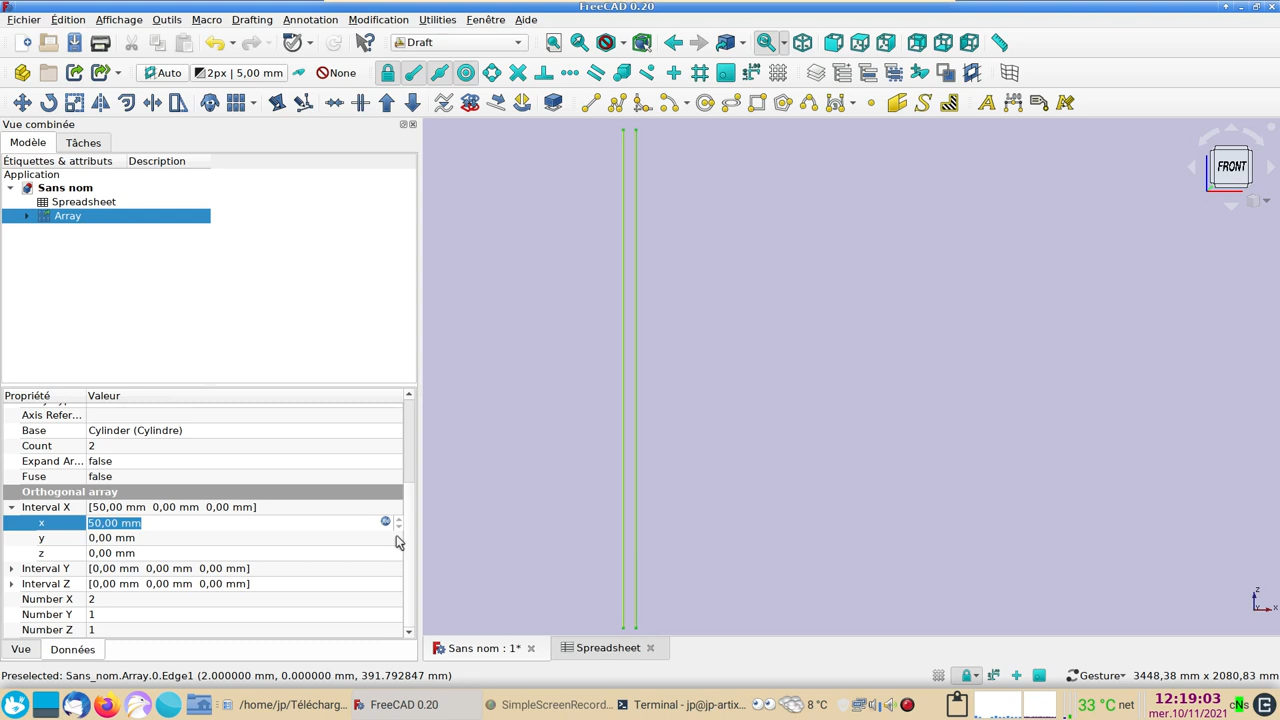 FreeCAD 0.20
Fichier Édition Affichage Outils Macro Drafting Annotation Modification Utilities Fenêtre Aide
Draft
Auto 2px | 5,00 mm None
Vue combinée
Modèle Tâches
Étiquettes & attributs Description
Application
Sans nom
Spreadsheet
Array
FRONT
Propriété Valeur
Axis Refer...
Base Cylinder (Cylindre)
Count 2
Expand Ar... false
Fuse false
Orthogonal array
Interval X [50,00 mm 0,00 mm 0,00 mm]
x 50,00 mm
y 0,00 mm
z 0,00 mm
Interval Y [0,00 mm 0,00 mm 0,00 mm]
Interval Z [0,00 mm 0,00 mm 0,00 mm]
Number X 2
Number Y 1
Number Z 1
z
x
Vue Données
Sans nom : 1* Spreadsheet
Preselected: Sans_nom.Array.0.Edge1 (2.000000 mm, 0.000000 mm, 391.792847 mm)
Gesture 3448,38 mm x 2080,83 mm
/home/jp/Télécharg... FreeCAD 0.20 SimpleScreenRecord... Terminal - jp@jp-artix... 8 °C 33 °C net 12:19:03 cNs
mer.10/11/2021